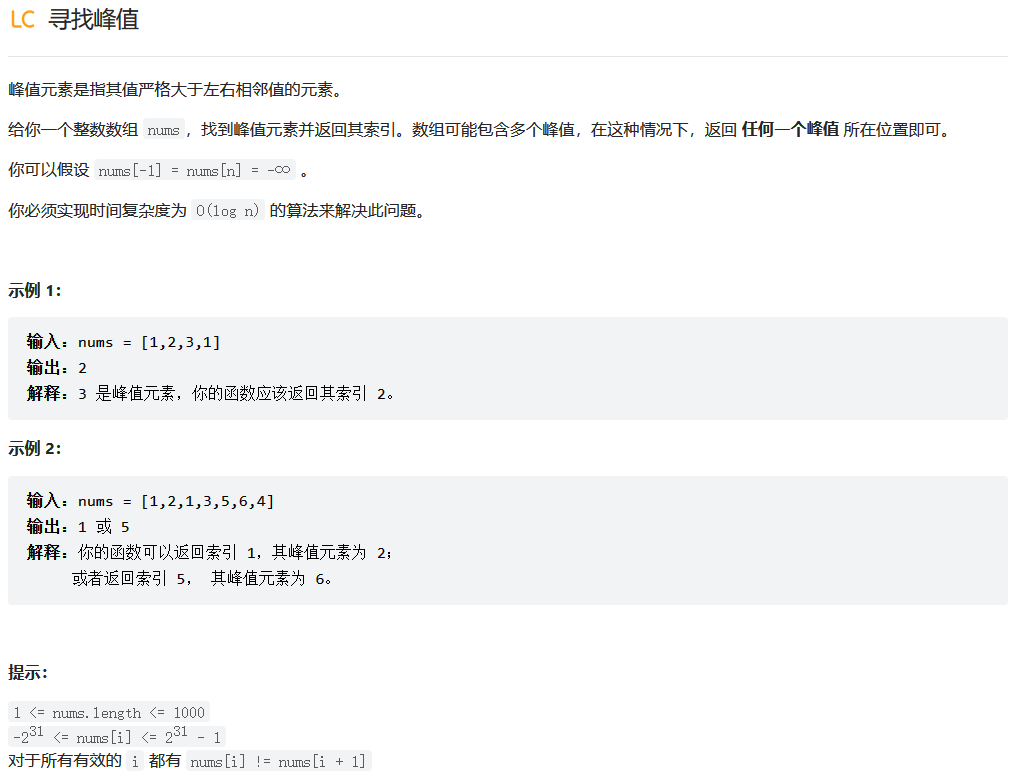 LC 寻找峰值
峰值元素是指其值严格大于左右相邻值的元素。
给你一个整数数组 nums，找到峰值元素并返回其索引。数组可能包含多个峰值，在这种情况下，返回 任何一个峰值 所在位置即可。
你可以假设 nums[-1] = nums[n] = -∞ 。
你必须实现时间复杂度为 O(log n) 的算法来解决此问题。
示例 1：
输入：nums = [1,2,3,1]
输出：2
解释：3 是峰值元素，你的函数应该返回其索引 2。
示例 2：
输入：nums = [1,2,1,3,5,6,4]
输出：1 或 5
解释：你的函数可以返回索引 1，其峰值元素为 2；
或者返回索引 5， 其峰值元素为 6。
提示：
1 <= nums.length <= 1000
-2^31 <= nums[i] <= 2^31 - 1
对于所有有效的 i 都有 nums[i] != nums[i + 1]